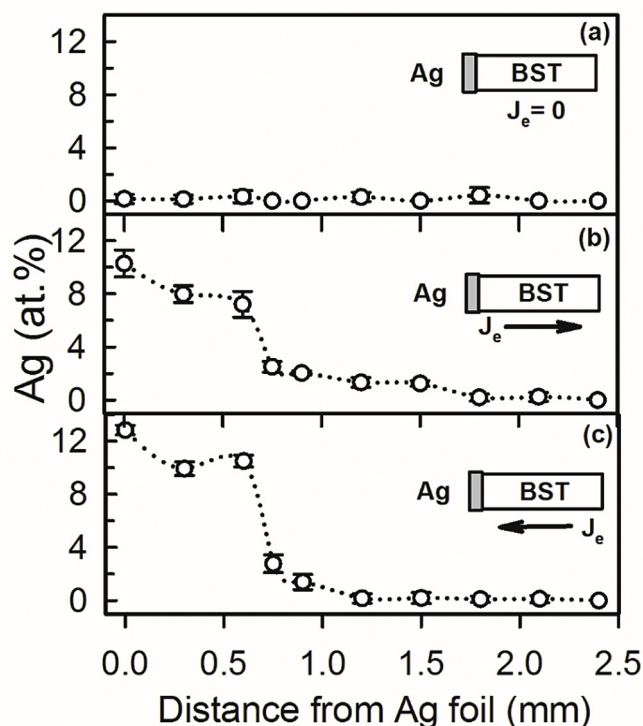 (a)
12
Ag BST
8
Je= 0
4
0
(b)
12
Ag BST
8
Je
4
0
(c)
12
Ag BST
8
Je
4
0
Ag (at.%)
0.0 0.5 1.0 1.5 2.0 2.5
Distance from Ag foil (mm)